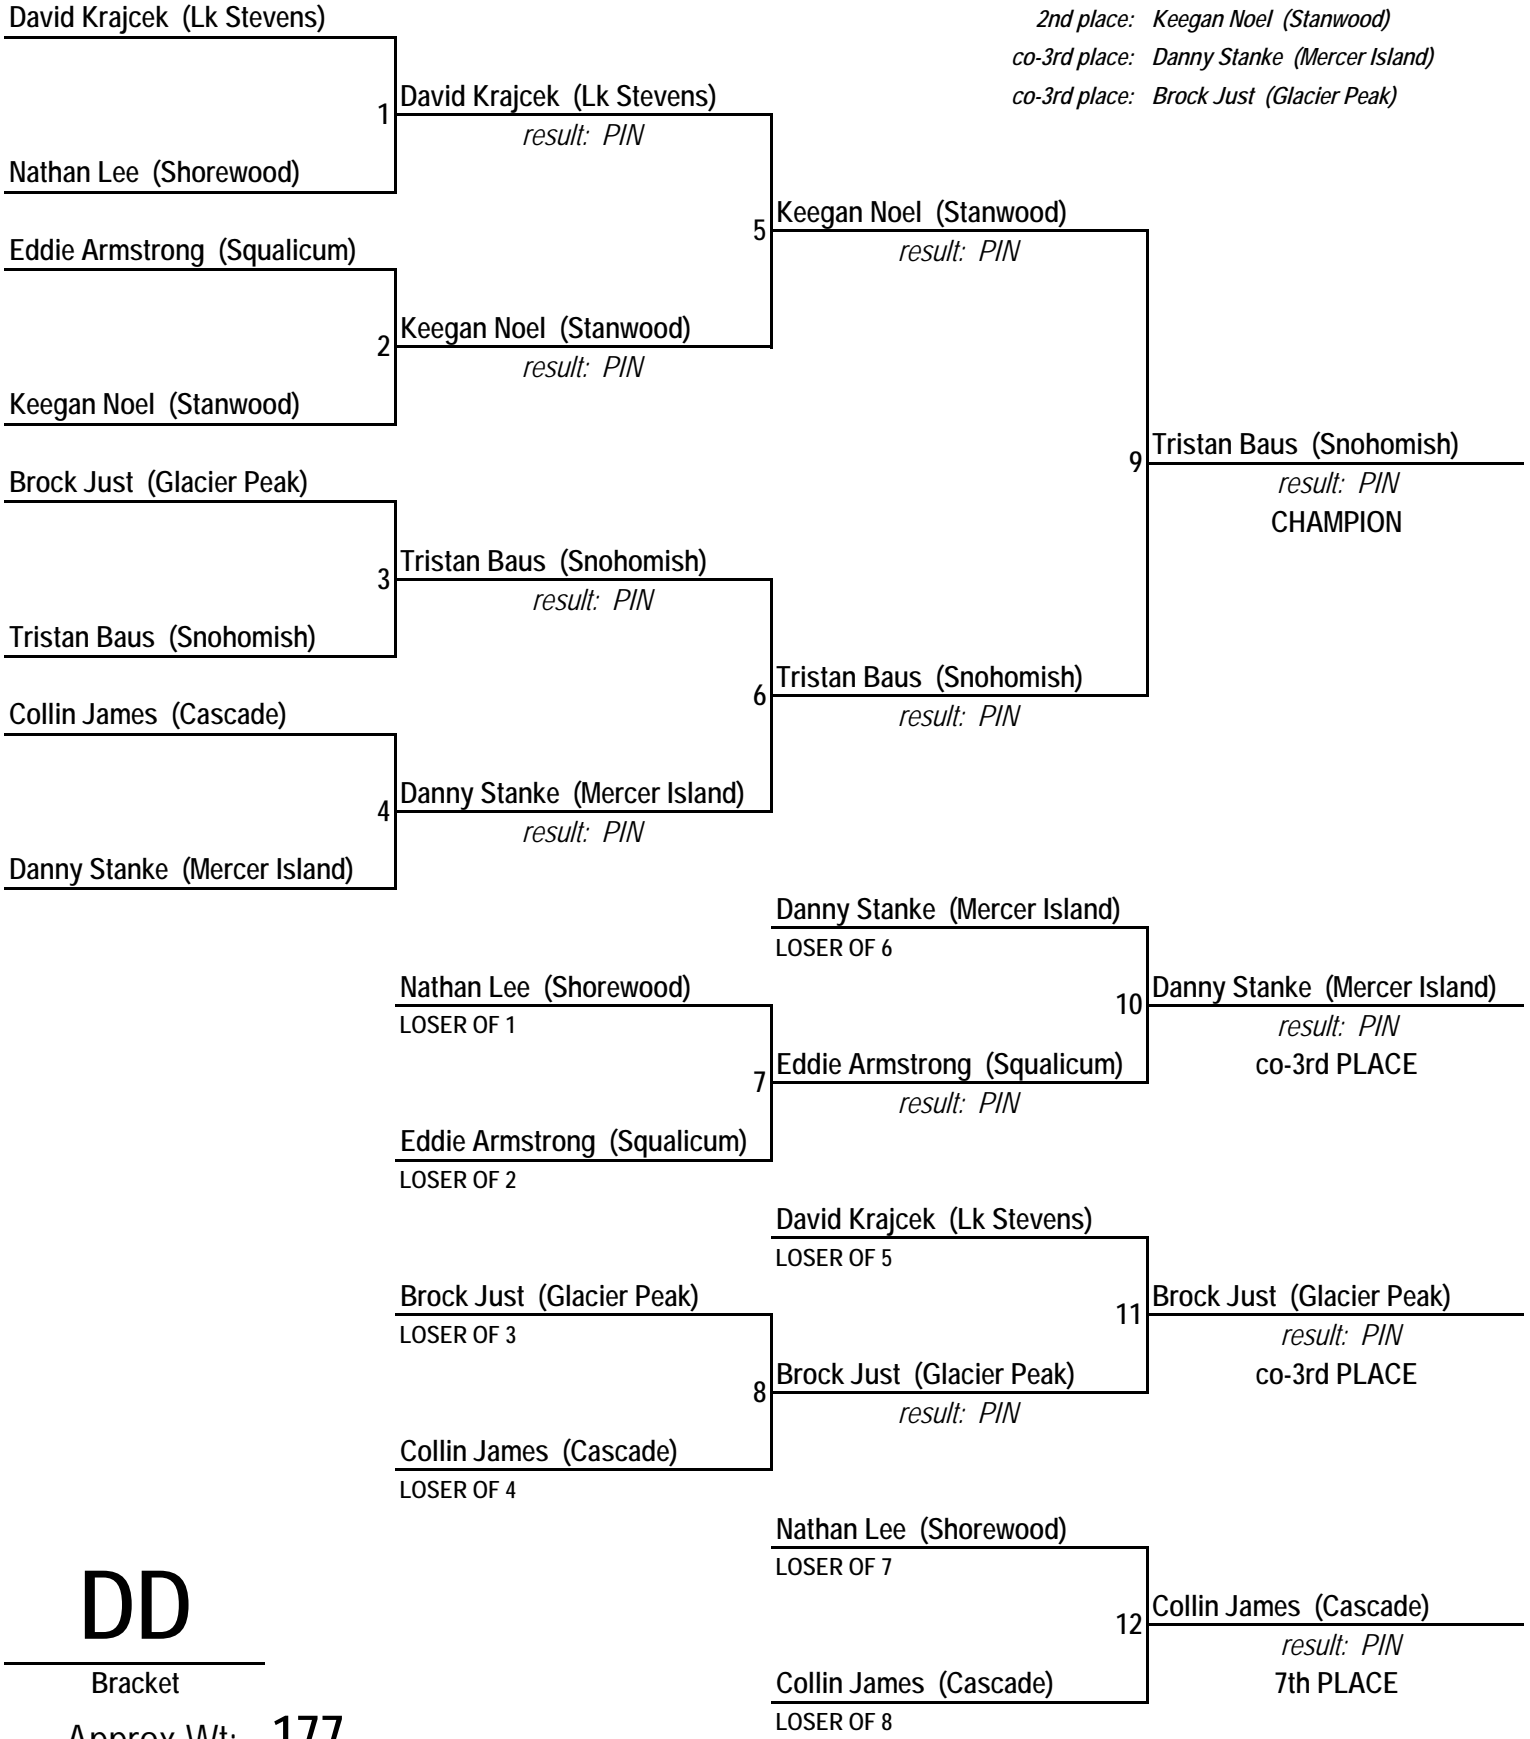 David Krajcek (Lk Stevens)
2nd place: Keegan Noel (Stanwood)
co-3rd place: Danny Stanke (Mercer Island)
co-3rd place: Brock Just (Glacier Peak)
1 David Krajcek (Lk Stevens)
result: PIN
Nathan Lee (Shorewood)
5 Keegan Noel (Stanwood)
result: PIN
Eddie Armstrong (Squalicum)
2 Keegan Noel (Stanwood)
result: PIN
Keegan Noel (Stanwood)
9 Tristan Baus (Snohomish)
result: PIN
CHAMPION
Brock Just (Glacier Peak)
3 Tristan Baus (Snohomish)
result: PIN
Tristan Baus (Snohomish)
6 Tristan Baus (Snohomish)
result: PIN
Collin James (Cascade)
4 Danny Stanke (Mercer Island)
result: PIN
Danny Stanke (Mercer Island)
Danny Stanke (Mercer Island)
LOSER OF 6
Nathan Lee (Shorewood)
LOSER OF 1
10 Danny Stanke (Mercer Island)
result: PIN
co-3rd PLACE
7 Eddie Armstrong (Squalicum)
result: PIN
Eddie Armstrong (Squalicum)
LOSER OF 2
David Krajcek (Lk Stevens)
LOSER OF 5
Brock Just (Glacier Peak)
LOSER OF 3
11 Brock Just (Glacier Peak)
result: PIN
co-3rd PLACE
8 Brock Just (Glacier Peak)
result: PIN
Collin James (Cascade)
LOSER OF 4
Nathan Lee (Shorewood)
LOSER OF 7
12 Collin James (Cascade)
result: PIN
7th PLACE
Collin James (Cascade)
LOSER OF 8
DD
Bracket
Approx Wt: 177